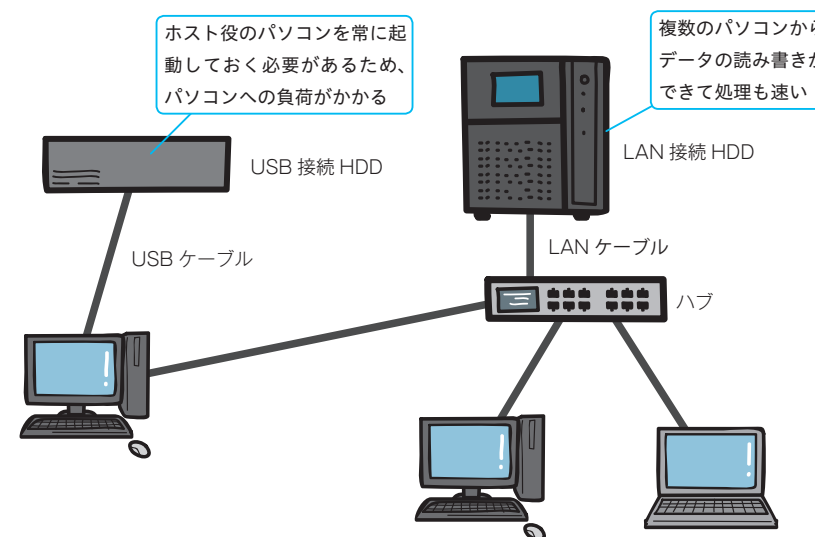 ホスト役のパソコンを常に起
動しておく必要があるため、
パソコンへの負荷がかかる
複数のパソコンから
データの読み書きが
できて処理も速い
USB 接続 HDD
LAN 接続 HDD
USB ケーブル
LAN ケーブル
ハブ